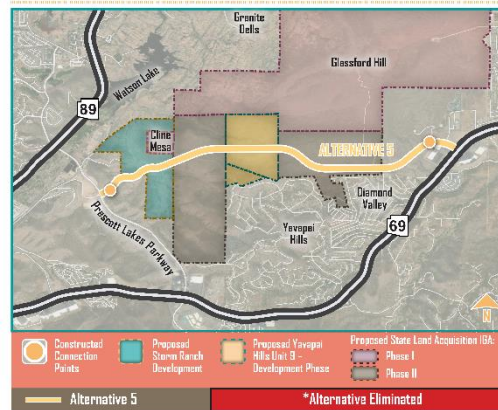 Granite
Dells
Glassford Hill
Watson Lake
89
Cline
Mesa
ALTERNATIVE 5
Diamond
Valley
Prescott Lakes Parkway
Yavapai
Hills
69
N
Constructed
Connection
Points
Proposed
Storm Ranch
Development
Proposed Yavapai
Hills Unit 9 –
Development Phase
Proposed State Land Acquisition IGA:
Phase I
Phase II
Alternative 5
*Alternative Eliminated